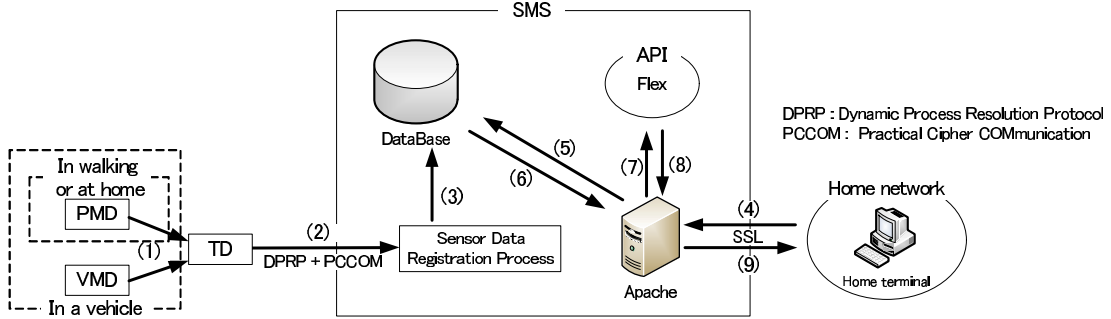 SMS
API
Flex
DataBase
DPRP : Dynamic Process Resolution Protocol
PCCOM : Practical Cipher COMmunication
(5)
(6)
(7)
(8)
In walking
or at home
PMD
(1)
VMD
In a vehicle
TD
(2)
DPRP + PCCOM
(3)
Sensor Data
Registration Process
Apache
(4)
SSL
(9)
Home network
Home terminal